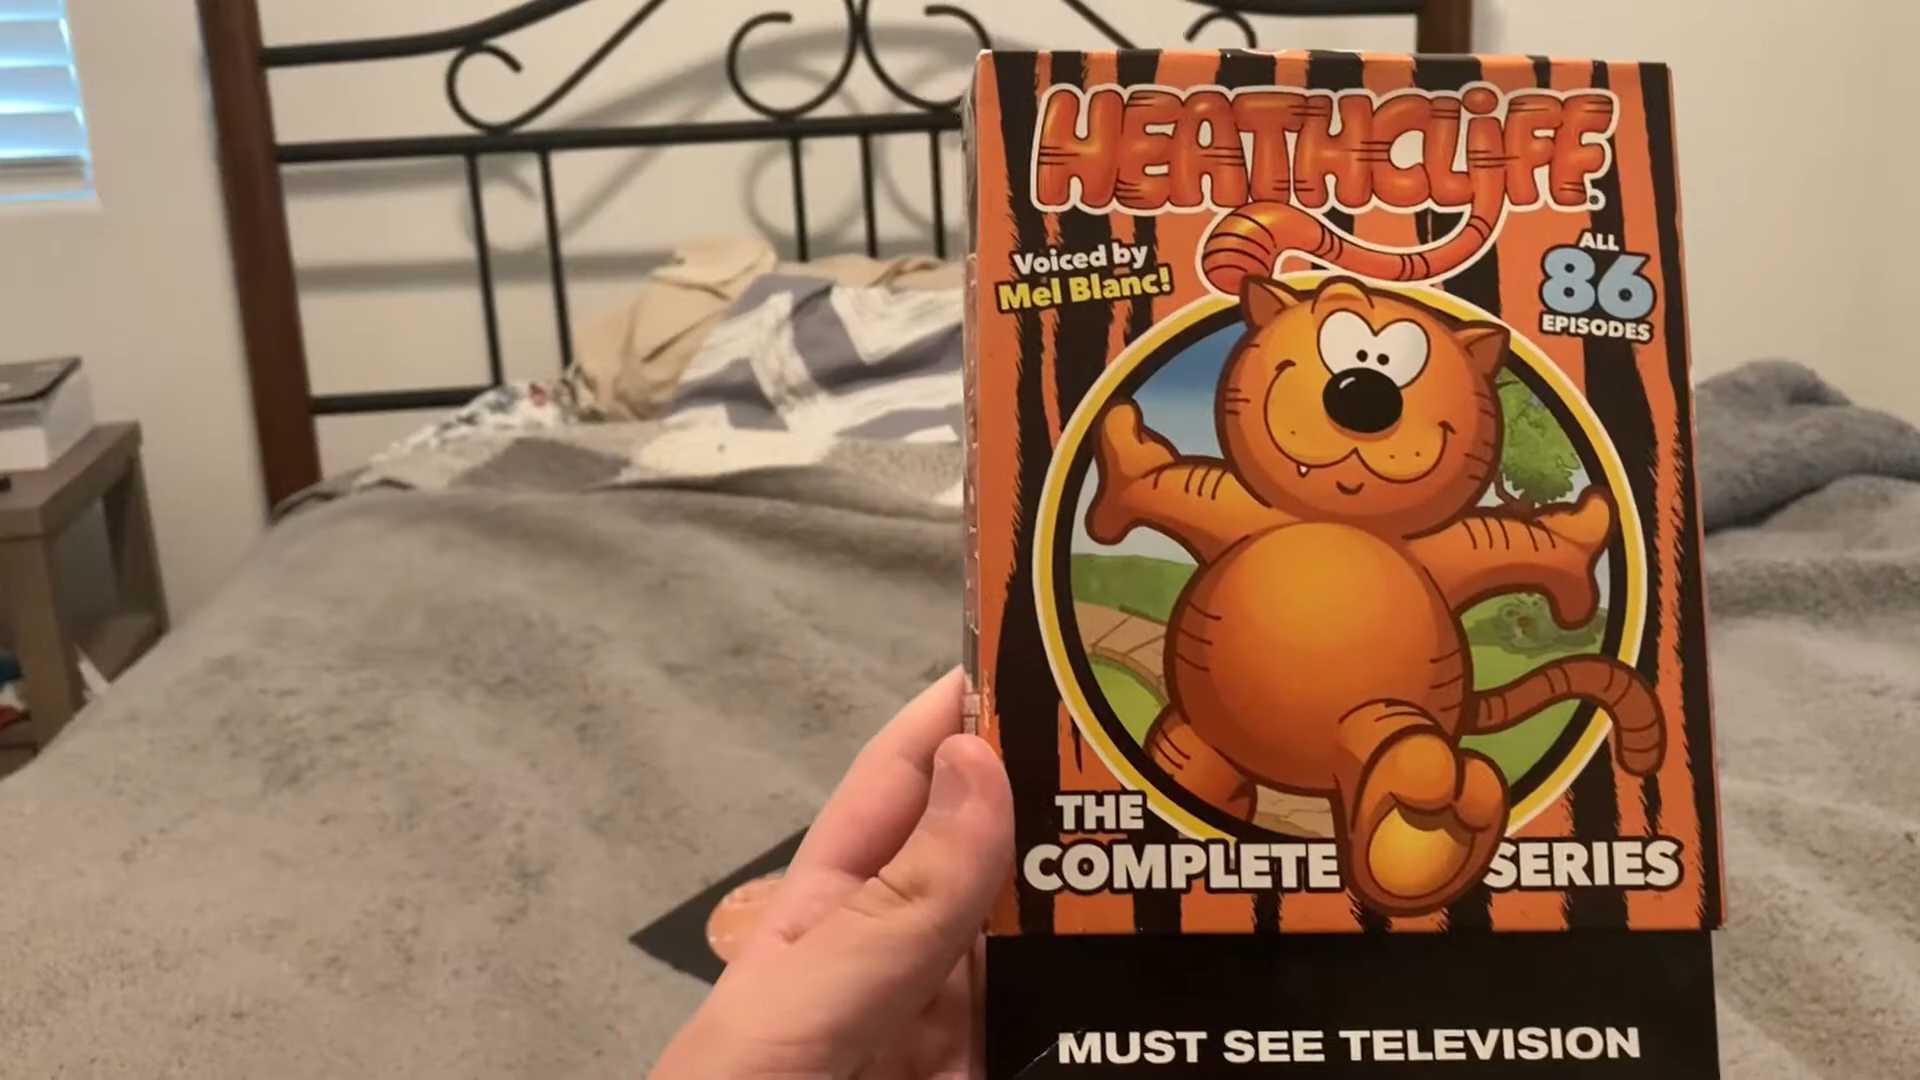 HEATHCLIFF
Voiced by
Mel Blanc!
ALL
86
EPISODES
THE
COMPLETE SERIES
MUST SEE TELEVISION